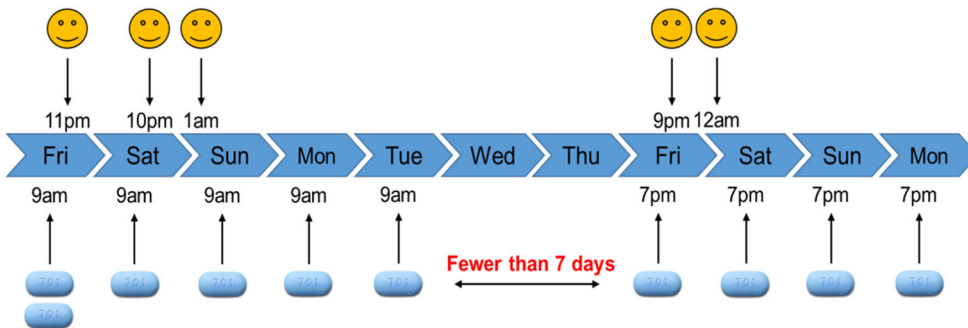 11pm 10pm 1am 9pm 12am
Fri Sat Sun Mon Tue Wed Thu Fri Sat Sun Mon
9am 9am 9am 9am 9am 7pm 7pm 7pm 7pm
Fewer than 7 days
701 701 701 701 701 701 701 701 701
701